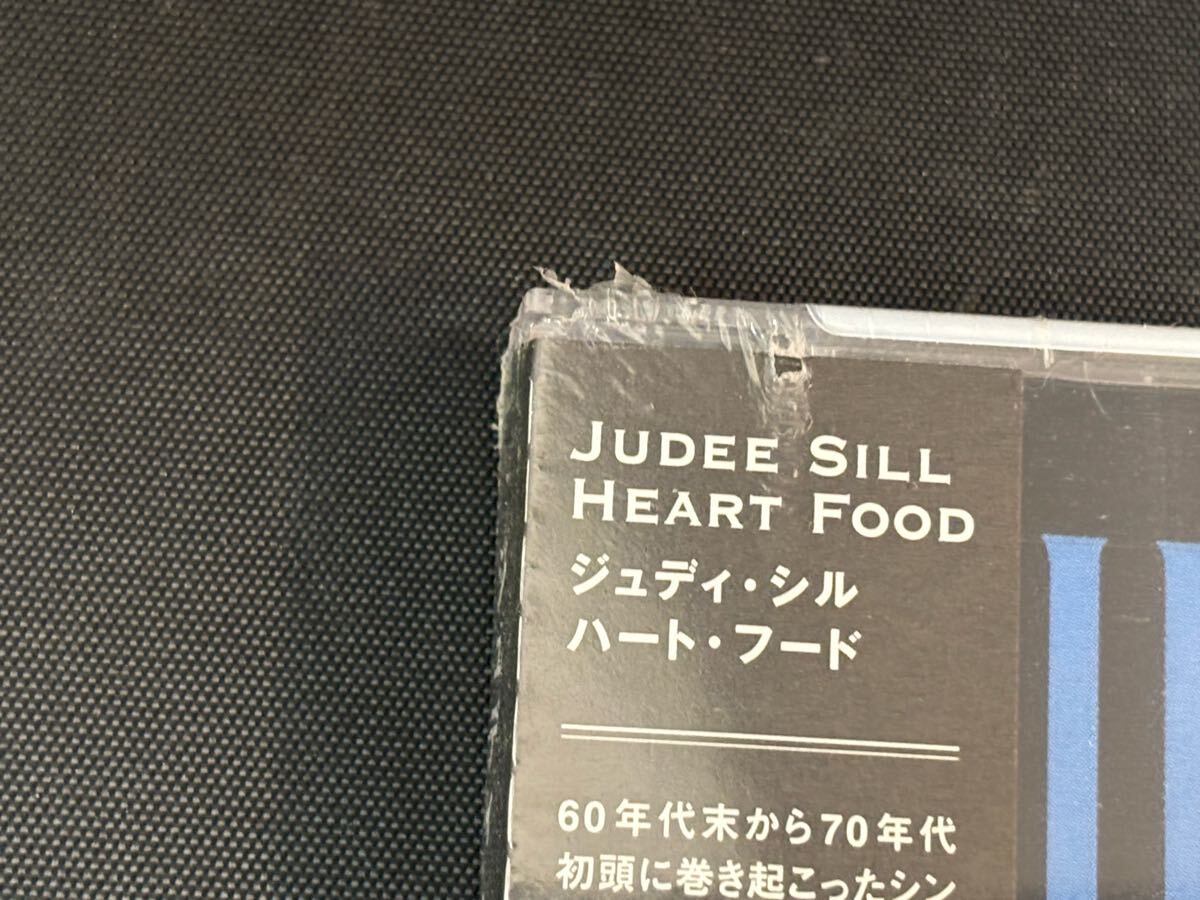 JUDEE SILL
HEART FOOD
ジュディ・シル
ハート・フード
60年代末から70年代
初頭に巻き起こったシン